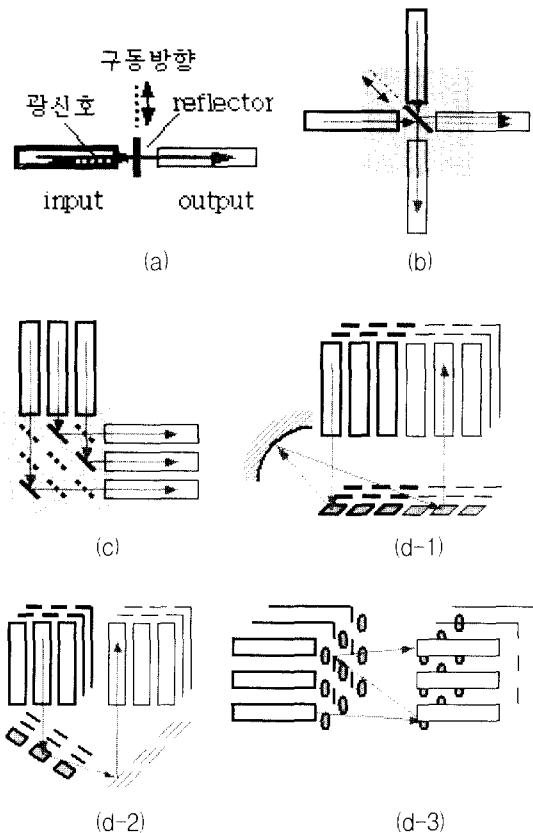 구동방향
광신호
reflector
input
output
(a)
(b)
(c)
(d-1)
(d-2)
(d-3)